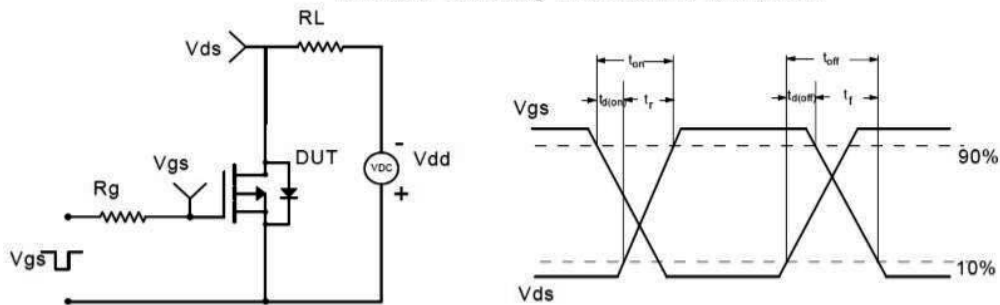 RL
Vds
Vgs
DUT
VDC
-
Vdd
+
Rg
Vgs
ton
toff
td(on)
tr
td(off)
tf
Vgs
90%
10%
Vds